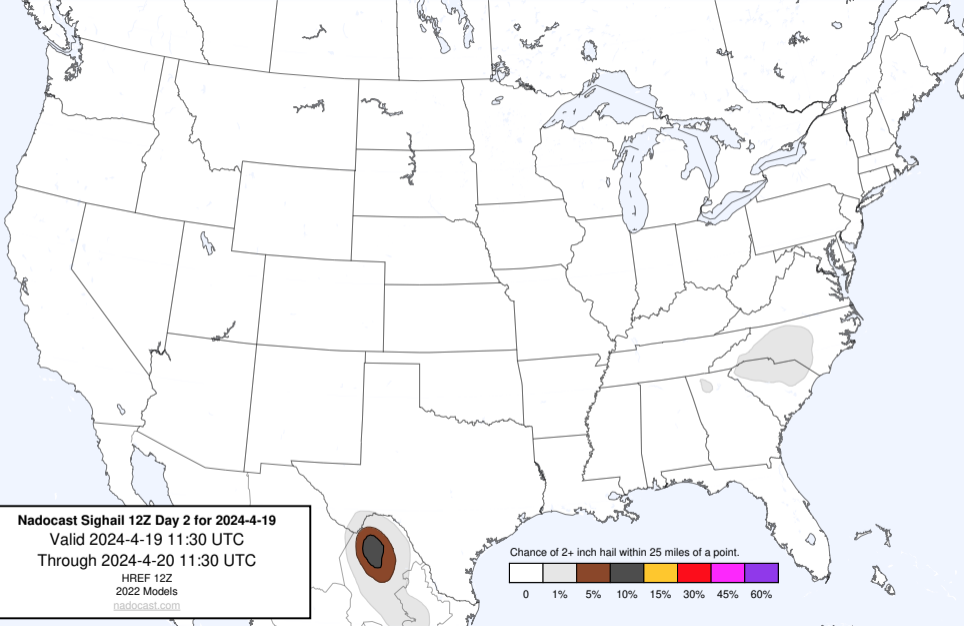 Nadocast Sighail 12Z Day 2 for 2024-4-19
Valid 2024-4-19 11:30 UTC
Through 2024-4-20 11:30 UTC
HREF 12Z
2022 Models
nadocast.com
Chance of 2+ inch hail within 25 miles of a point.
0 1% 5% 10% 15% 30% 45% 60%